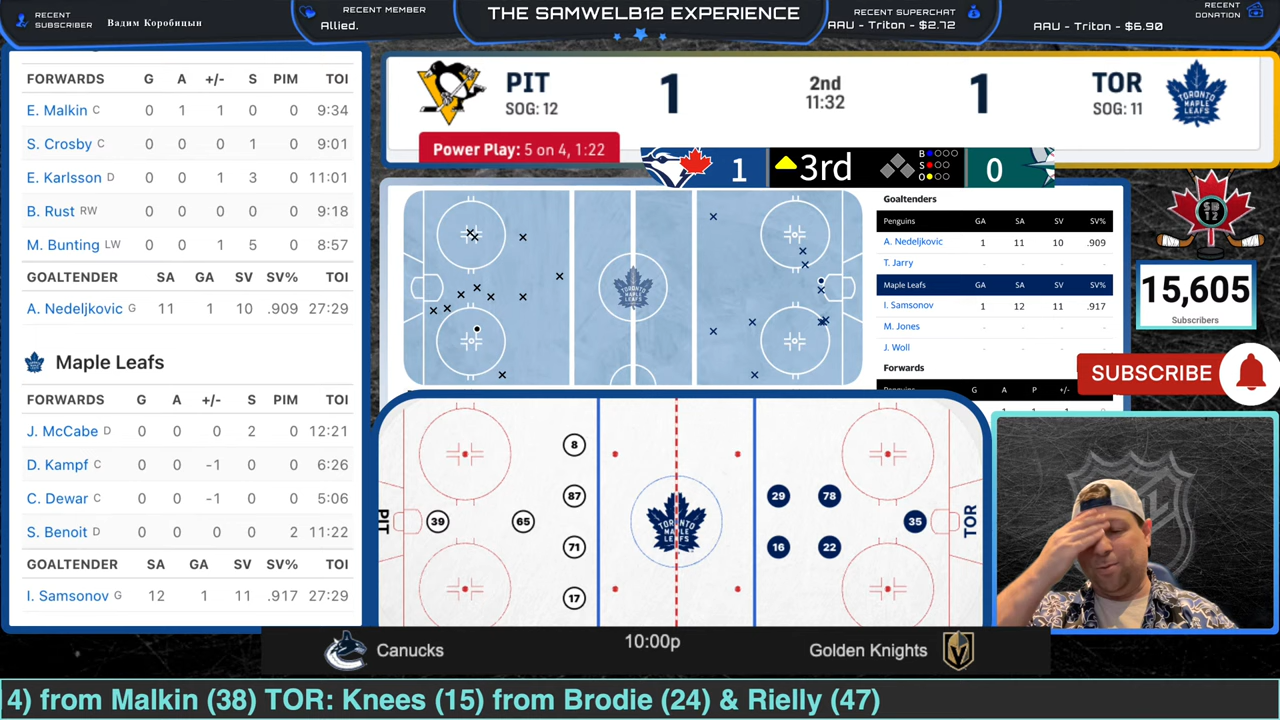 RECENT SUBSCRIBER
Вадим Коробицын
RECENT MEMBER
Allied.
THE SAMWELB12 EXPERIENCE
RECENT SUPERCHAT
AAU - Triton - $2.72
RECENT DONATION
AAU - Triton - $6.90
FORWARDS G A +/- S PIM TOI
E. Malkin C 0 1 1 0 0 9:34
S. Crosby C 0 0 0 1 0 9:01
E. Karlsson D 0 0 1 3 0 11:01
B. Rust RW 0 0 0 0 0 9:18
M. Bunting LW 0 0 1 5 0 8:57
GOALTENDER SA GA SV SV% TOI
A. Nedeljkovic G 11 1 10 .909 27:29
Maple Leafs
FORWARDS G A +/- S PIM TOI
J. McCabe D 0 0 0 2 0 12:21
D. Kampf C 0 0 -1 0 0 6:26
C. Dewar C 0 0 -1 0 0 5:06
S. Benoit D 0 0 0 0 2 11:22
GOALTENDER SA GA SV SV% TOI
I. Samsonov G 12 1 11 .917 27:29
PIT
SOG: 12
1
2nd
11:32
1
TOR
SOG: 11
Power Play: 5 on 4, 1:22
1
3rd
B
S
O
0
TORONTO MAPLE LEAFS
Goaltenders
Penguins GA SA SV SV%
A. Nedeljkovic 1 11 10 .909
T. Jarry - - - -
Maple Leafs GA SA SV SV%
I. Samsonov 1 12 11 .917
M. Jones - - - -
J. Woll - - - -
Forwards
Penguins G A P +/-
SB
12
15,605
Subscribers
SUBSCRIBE
PIT
39
65
8
87
71
17
TORONTO MAPLE LEAFS
29
78
16
22
35
TOR
Canucks
10:00p
Golden Knights
4) from Malkin (38) TOR: Knees (15) from Brodie (24) & Rielly (47)